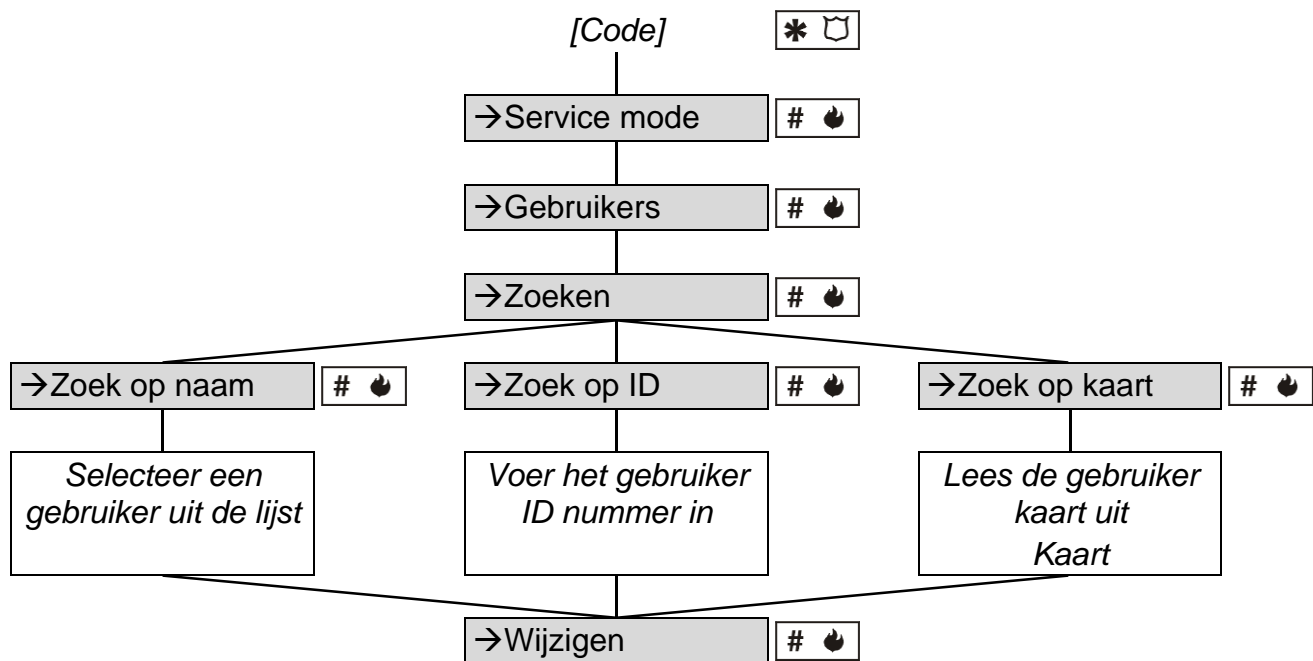 [Code] *
→Service mode #
→Gebruikers #
→Zoeken #
→Zoek op naam # →Zoek op ID # →Zoek op kaart #
Selecteer een
gebruiker uit de lijst
Voer het gebruiker
ID nummer in
Lees de gebruiker
kaart uit
Kaart
→Wijzigen #